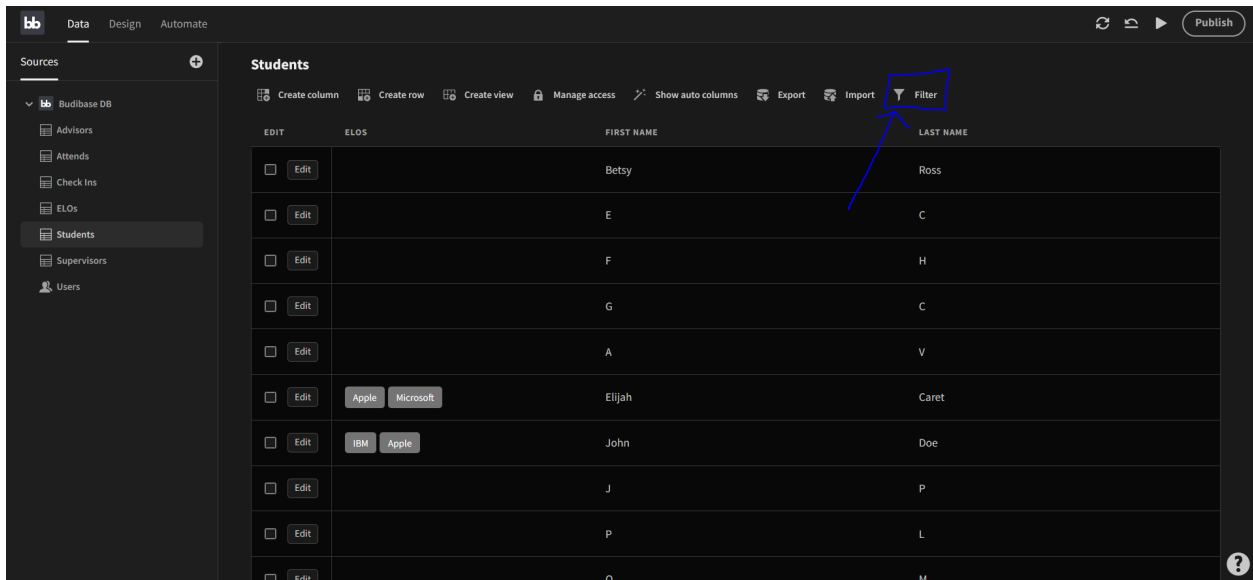 bb Data Design Automate Publish
Sources
Students
Create column Create row Create view Manage access Show auto columns Export Import Filter
bb Budibase DB
Advisors
Attends
Check Ins
ELOs
Students
Supervisors
Users
EDIT ELOS FIRST NAME LAST NAME
Edit Betsy Ross
Edit E C
Edit F H
Edit G C
Edit A V
Edit Apple Microsoft Elijah Caret
Edit IBM Apple John Doe
Edit J P
Edit P L
Edit M
?